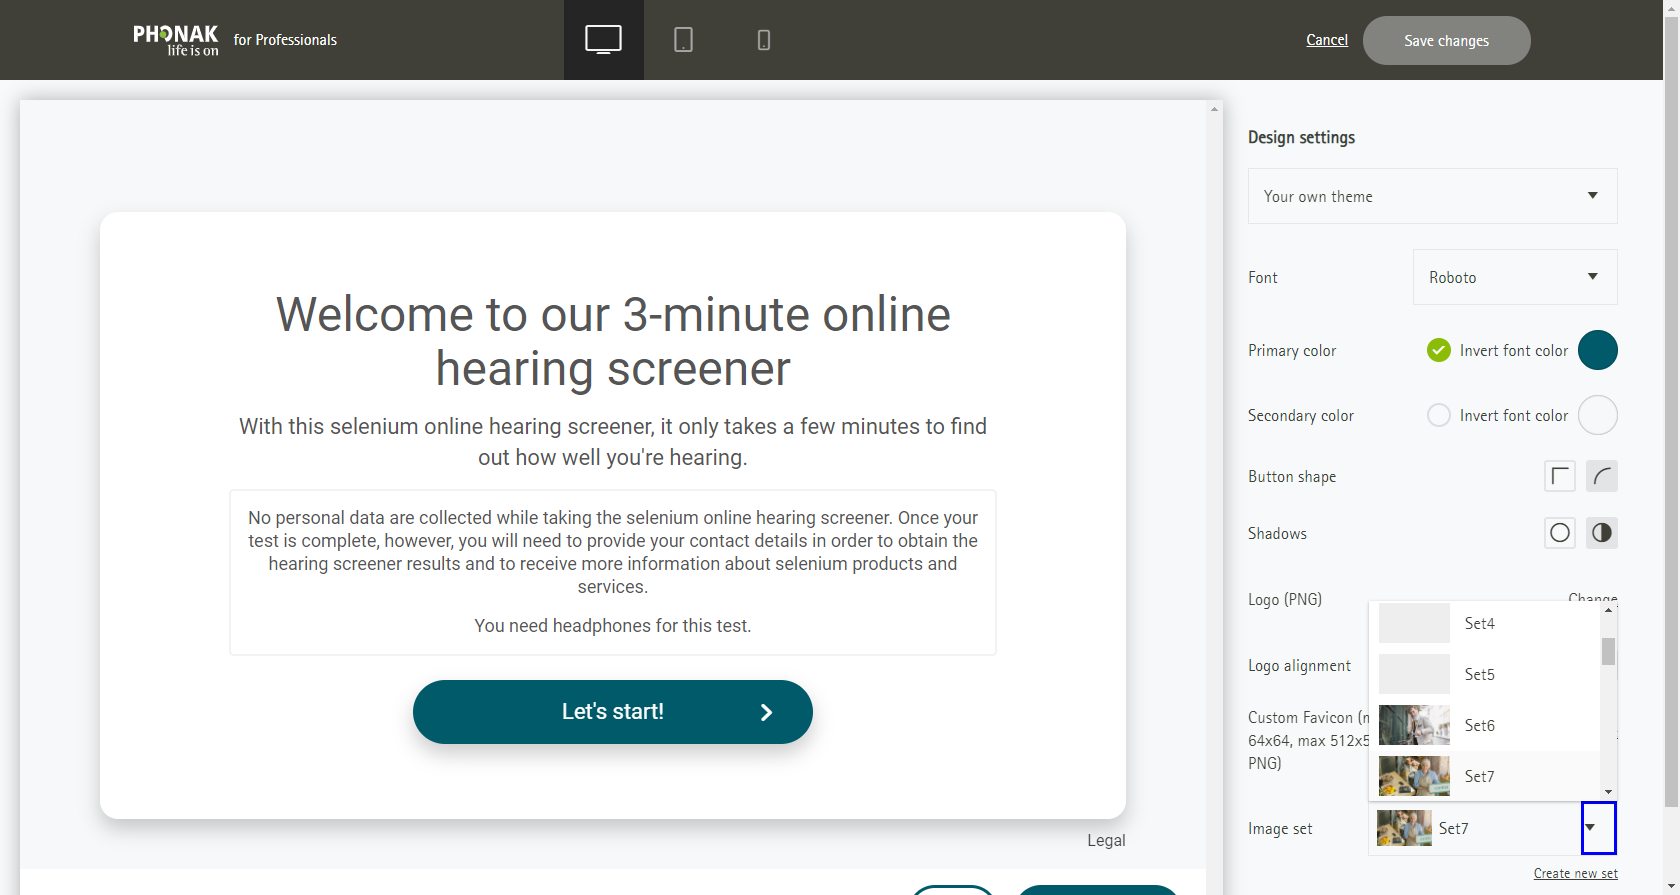 PHONAK
life is on
for Professionals
Cancel
Save changes
Welcome to our 3-minute online
hearing screener
With this selenium online hearing screener, it only takes a few minutes to find
out how well you're hearing.
No personal data are collected while taking the selenium online hearing screener. Once your
test is complete, however, you will need to provide your contact details in order to obtain the
hearing screener results and to receive more information about selenium products and
services.
You need headphones for this test.
Let's start!
Legal
Design settings
Your own theme
Font
Roboto
Primary color
Invert font color
Secondary color
Invert font color
Button shape
Shadows
Logo (PNG)
Change
Set4
Logo alignment
Set5
Custom Favicon (
64x64, max 512x5
PNG)
Set6
Set7
Image set
Set7
Create new set